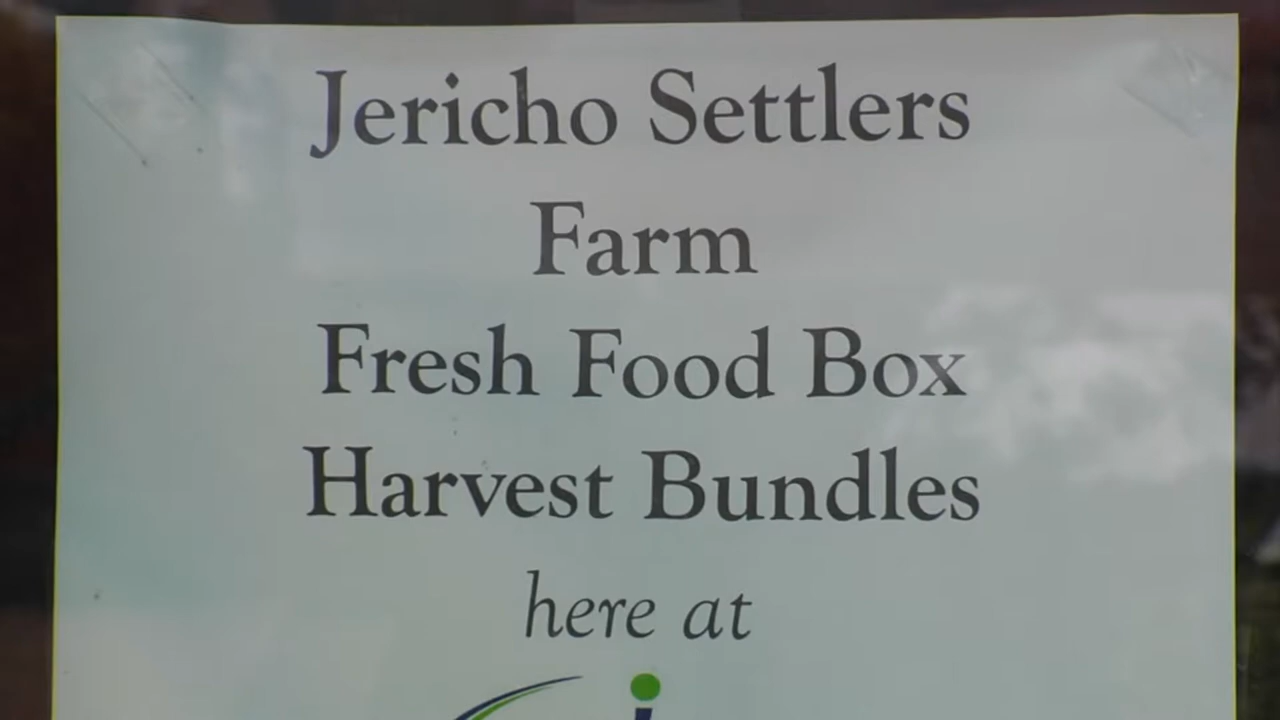 Jericho Settlers
Farm
Fresh Food Box
Harvest Bundles
here at